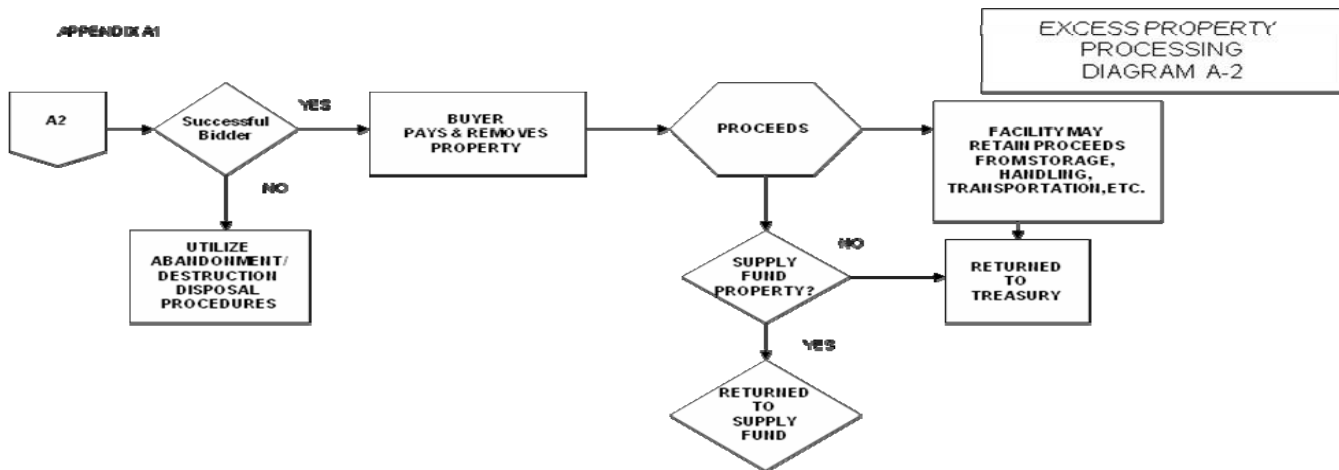 APPENDIX A1
EXCESS PROPERTY
PROCESSING
DIAGRAM A-2
A2
Successful
Bidder
YES
BUYER
PAYS & REMOVES
PROPERTY
PROCEEDS
FACILITY MAY
RETAIN PROCEEDS
FROM STORAGE,
HANDLING,
TRANSPORTATION, ETC.
NO
UTILIZE
ABANDONMENT/
DESTRUCTION
DISPOSAL
PROCEDURES
SUPPLY
FUND
PROPERTY?
NO
RETURNED
TO
TREASURY
YES
RETURNED
TO
SUPPLY
FUND